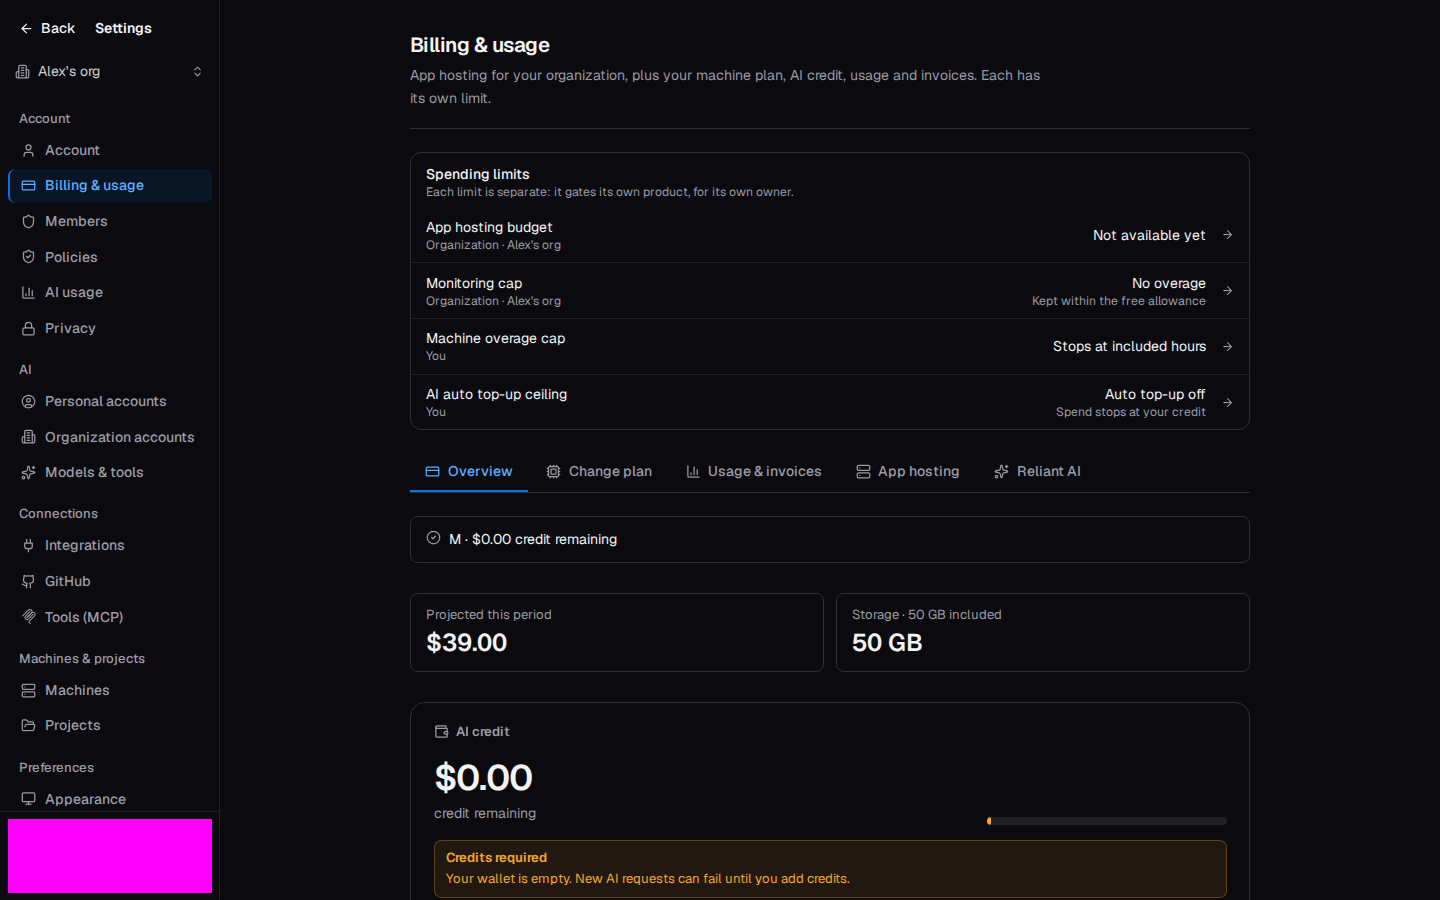 Back Settings
Alex's org
Account
Account
Billing & usage
Members
Policies
AI usage
Privacy
AI
Personal accounts
Organization accounts
Models & tools
Connections
Integrations
GitHub
Tools (MCP)
Machines & projects
Machines
Projects
Preferences
Appearance
Billing & usage
App hosting for your organization, plus your machine plan, AI credit, usage and invoices. Each has
its own limit.
Spending limits
Each limit is separate: it gates its own product, for its own owner.
App hosting budget
Organization · Alex's org
Not available yet
Monitoring cap
Organization · Alex's org
No overage
Kept within the free allowance
Machine overage cap
You
Stops at included hours
AI auto top-up ceiling
You
Auto top-up off
Spend stops at your credit
Overview Change plan Usage & invoices App hosting Reliant AI
M · $0.00 credit remaining
Projected this period
$39.00
Storage · 50 GB included
50 GB
AI credit
$0.00
credit remaining
Credits required
Your wallet is empty. New AI requests can fail until you add credits.